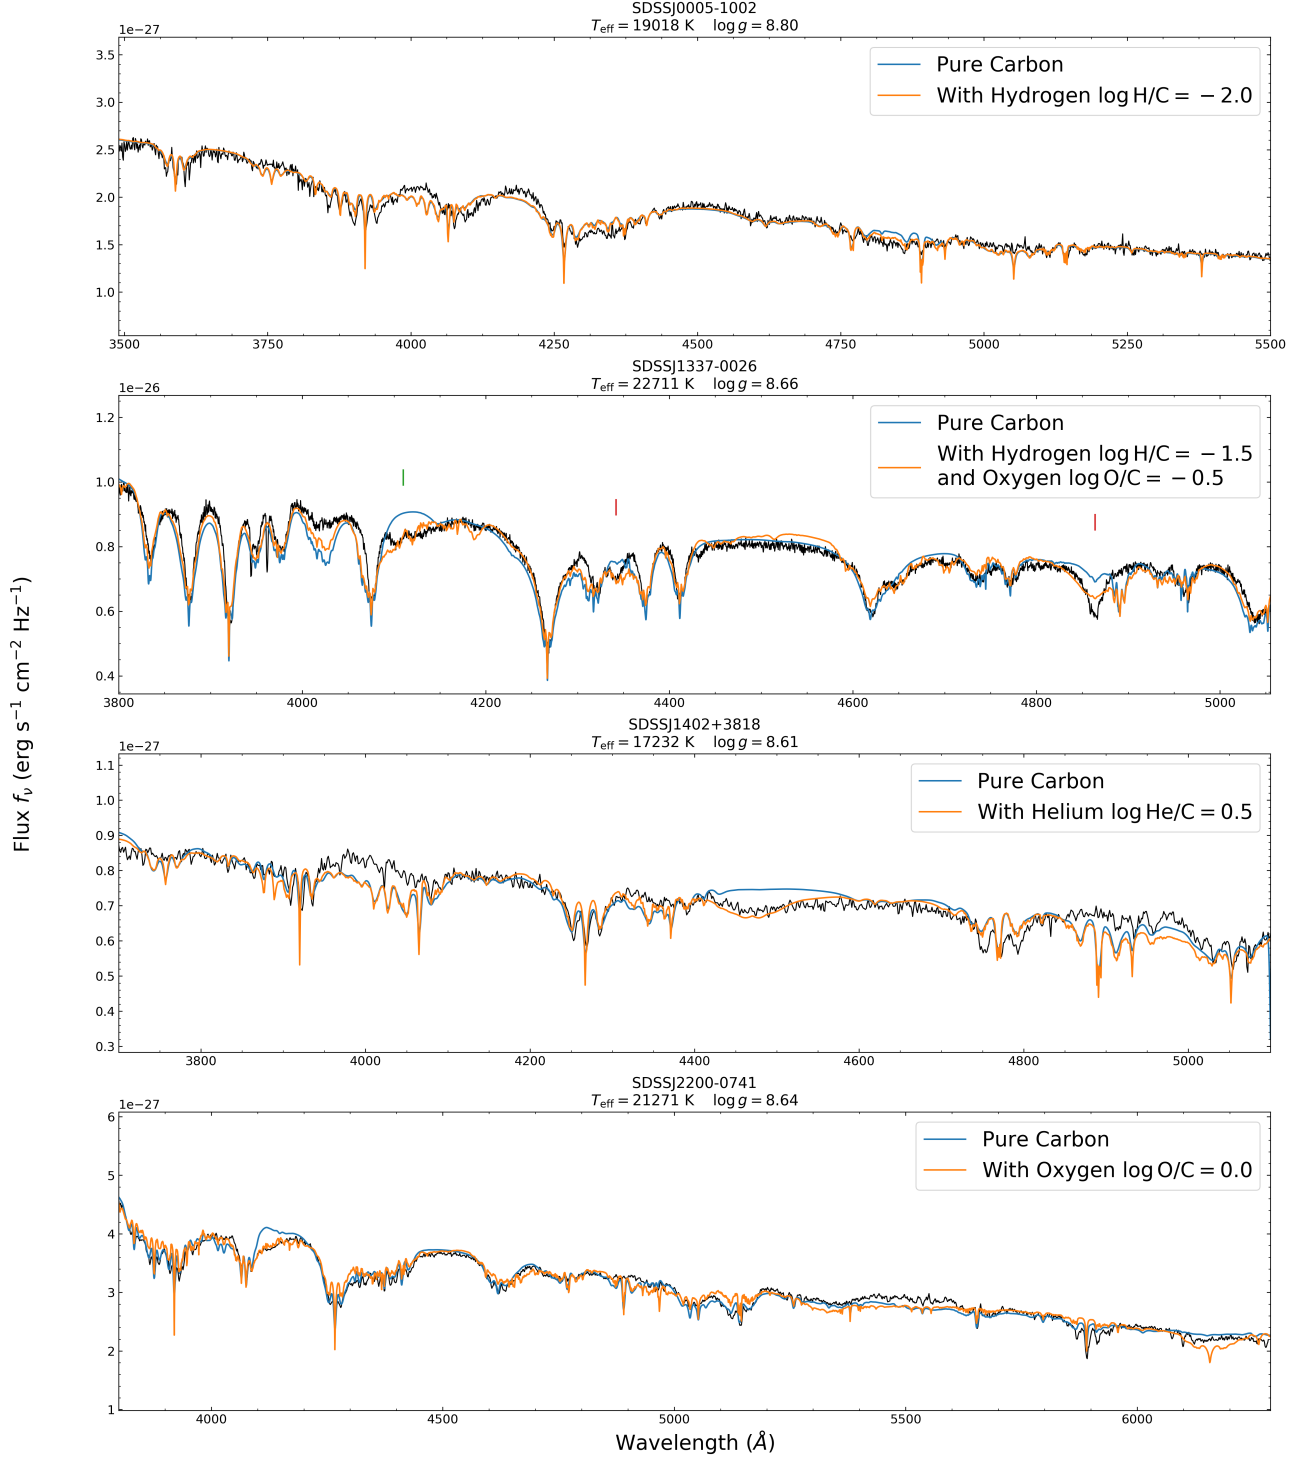 SDSSJ0005-1002
T_eff = 19018 K log g = 8.80
1e−27
Pure Carbon
With Hydrogen log H/C = −2.0
3.5
3.0
2.5
2.0
1.5
1.0
3500 3750 4000 4250 4500 4750 5000 5250 5500
SDSSJ1337-0026
T_eff = 22711 K log g = 8.66
1e−26
Pure Carbon
With Hydrogen log H/C = −1.5
and Oxygen log O/C = −0.5
1.2
1.0
0.8
0.6
0.4
3800 4000 4200 4400 4600 4800 5000
SDSSJ1402+3818
T_eff = 17232 K log g = 8.61
1e−27
Pure Carbon
With Helium log He/C = 0.5
1.1
1.0
0.9
0.8
0.7
0.6
0.5
0.4
0.3
3800 4000 4200 4400 4600 4800 5000
SDSSJ2200-0741
T_eff = 21271 K log g = 8.64
1e−27
Pure Carbon
With Oxygen log O/C = 0.0
6
5
4
3
2
1
4000 4500 5000 5500 6000
Wavelength (Å)
Flux f_ν (erg s⁻¹ cm⁻² Hz⁻¹)